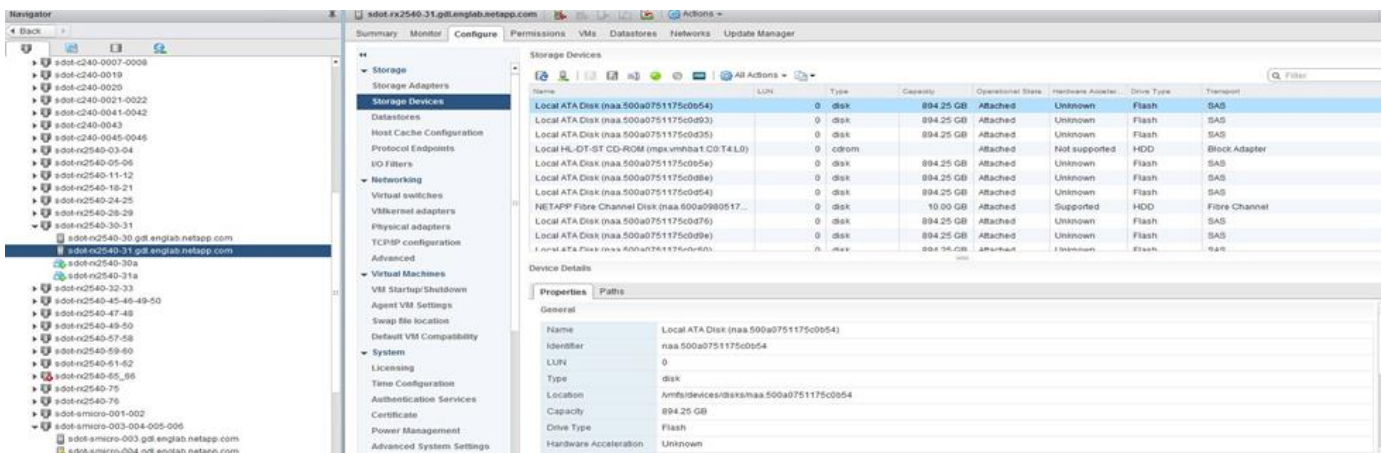 Navigator
Back
sdot-c240-0007-0008
sdot-c240-0019
sdot-c240-0020
sdot-c240-0021-0022
sdot-c240-0041-0042
sdot-c240-0043
sdot-c240-0045-0046
sdot-rx2540-03-04
sdot-rx2540-05-06
sdot-rx2540-11-12
sdot-rx2540-18-21
sdot-rx2540-24-25
sdot-rx2540-28-29
sdot-rx2540-30-31
sdot-rx2540-30.gdl.englab.netapp.com
sdot-rx2540-31.gdl.englab.netapp.com
sdot-rx2540-30a
sdot-rx2540-31a
sdot-rx2540-32-33
sdot-rx2540-45-46-49-50
sdot-rx2540-47-48
sdot-rx2540-49-50
sdot-rx2540-57-58
sdot-rx2540-59-60
sdot-rx2540-61-62
sdot-rx2540-65_66
sdot-rx2540-75
sdot-rx2540-76
sdot-smicro-001-002
sdot-smicro-003-004-005-006
sdot-smicro-003.gdl.englab.netapp.com
sdot-smicro-004.gdl.englab.netapp.com
sdot-rx2540-31.gdl.englab.netapp.com Actions
Summary Monitor Configure Permissions VMs Datastores Networks Update Manager
Storage
Storage Adapters
Storage Devices
Datastores
Host Cache Configuration
Protocol Endpoints
I/O Filters
Networking
Virtual switches
VMkernel adapters
Physical adapters
TCP/IP configuration
Advanced
Virtual Machines
VM Startup/Shutdown
Agent VM Settings
Swap file location
Default VM Compatibility
System
Licensing
Time Configuration
Authentication Services
Certificate
Power Management
Advanced System Settings
Storage Devices
All Actions Filter
Name LUN Type Capacity Operational State Hardware Acceler... Drive Type Transport
Local ATA Disk (naa.500a0751175c0b54) 0 disk 894.25 GB Attached Unknown Flash SAS
Local ATA Disk (naa.500a0751175c0d93) 0 disk 894.25 GB Attached Unknown Flash SAS
Local ATA Disk (naa.500a0751175c0d35) 0 disk 894.25 GB Attached Unknown Flash SAS
Local HL-DT-ST CD-ROM (mpx.vmhba1:C0:T4:L0) 0 cdrom Attached Not supported HDD Block Adapter
Local ATA Disk (naa.500a0751175c0b5e) 0 disk 894.25 GB Attached Unknown Flash SAS
Local ATA Disk (naa.500a0751175c0d8e) 0 disk 894.25 GB Attached Unknown Flash SAS
Local ATA Disk (naa.500a0751175c0d54) 0 disk 894.25 GB Attached Unknown Flash SAS
NETAPP Fibre Channel Disk (naa.600a0980517... 0 disk 10.00 GB Attached Supported HDD Fibre Channel
Local ATA Disk (naa.500a0751175c0d76) 0 disk 894.25 GB Attached Unknown Flash SAS
Local ATA Disk (naa.500a0751175c0d9e) 0 disk 894.25 GB Attached Unknown Flash SAS
Local ATA Disk 0 disk 894.25 GB Attached Unknown Flash SAS
Device Details
Properties Paths
General
Name Local ATA Disk (naa.500a0751175c0b54)
Identifier naa.500a0751175c0b54
LUN 0
Type disk
Location /vmfs/devices/disks/naa.500a0751175c0b54
Capacity 894.25 GB
Drive Type Flash
Hardware Acceleration Unknown